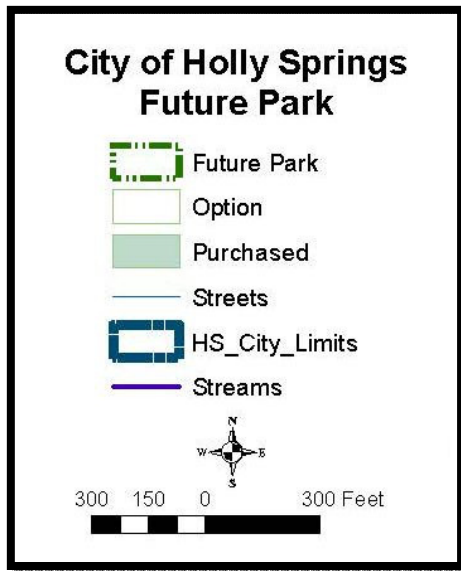 City of Holly Springs
Future Park
Future Park
Option
Purchased
Streets
HS_City_Limits
Streams
N
W E
S
300 150 0 300 Feet